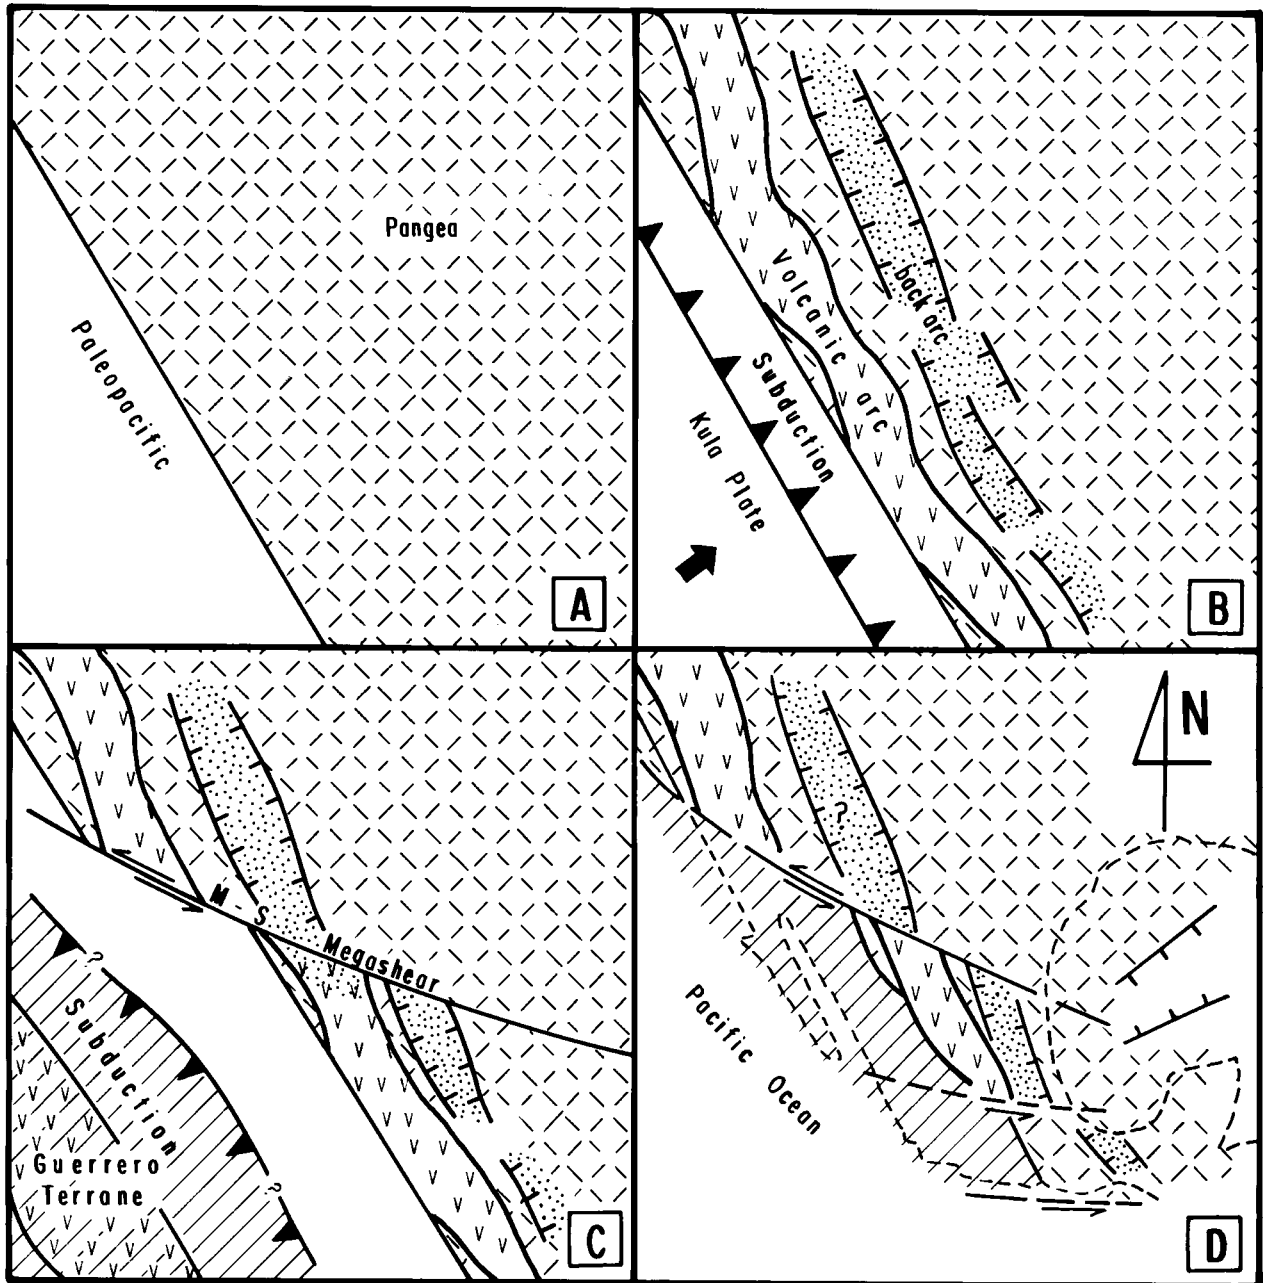 Pangea
Paleopacific
A
Volcanic arc
back arc
Subduction
Kula Plate
B
M - S
Megashear
?
Subduction
Guerrero
Terrane
?
C
N
?
Pacific Ocean
D